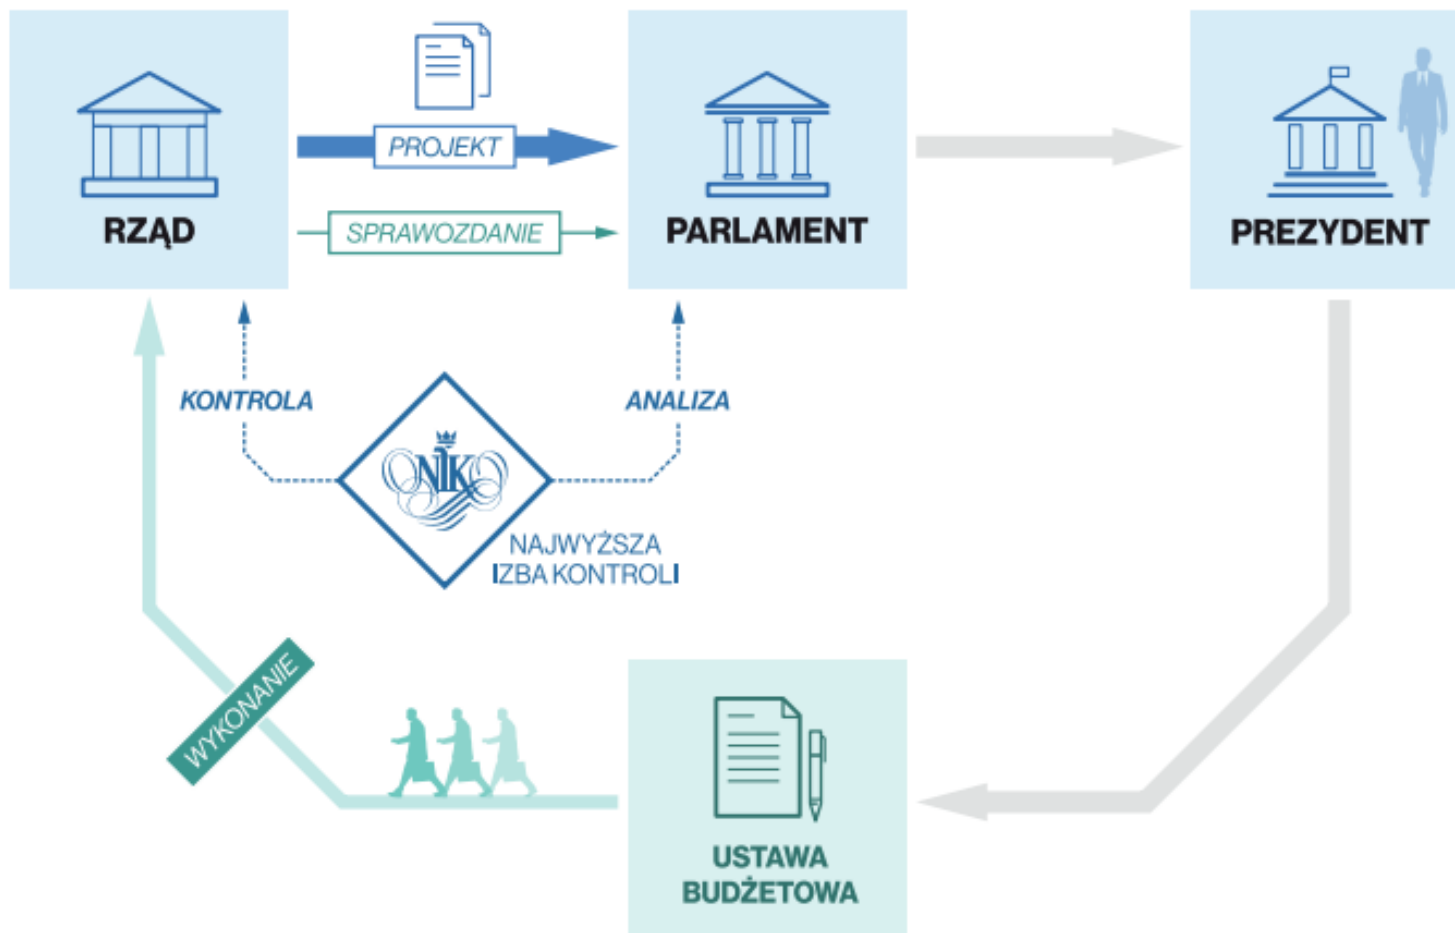 PROJEKT
RZĄD
SPRAWOZDANIE
PARLAMENT
PREZYDENT
KONTROLA
ANALIZA
NIK
NAJWYŻSZA
IZBA KONTROLI
WYKONANIE
USTAWA
BUDŻETOWA